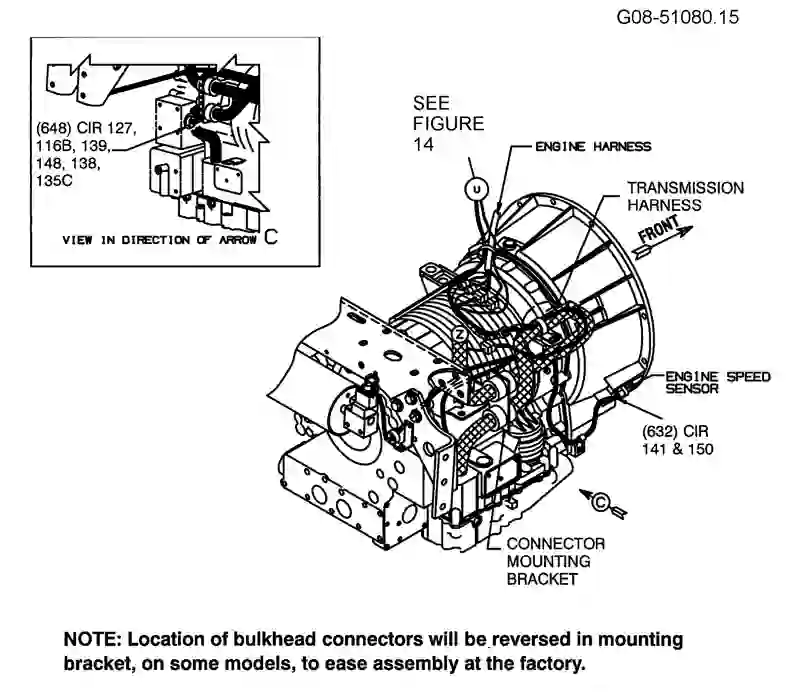 G08-51080.15
(648) CIR 127,
116B, 139,
148, 138,
135C
VIEW IN DIRECTION OF ARROW C
SEE
FIGURE
14
ENGINE HARNESS
U
TRANSMISSION
HARNESS
FRONT
Z
ENGINE SPEED
SENSOR
(632) CIR
141 & 150
C
CONNECTOR
MOUNTING
BRACKET
NOTE: Location of bulkhead connectors will be reversed in mounting
bracket, on some models, to ease assembly at the factory.